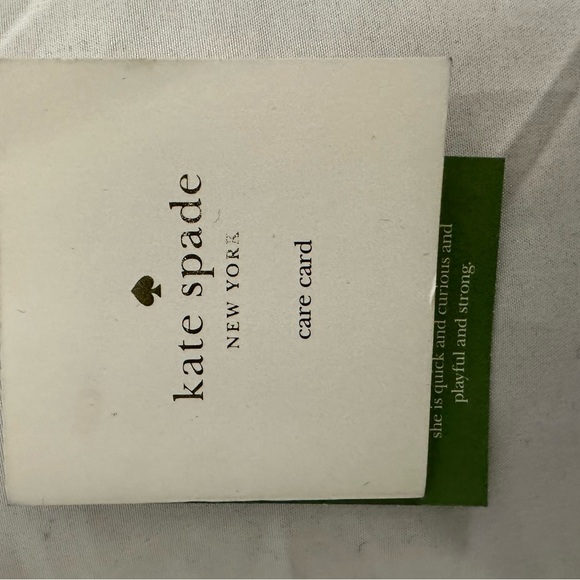 kate spade
NEW YORK
care card
she is quick and curious and
playful and strong.